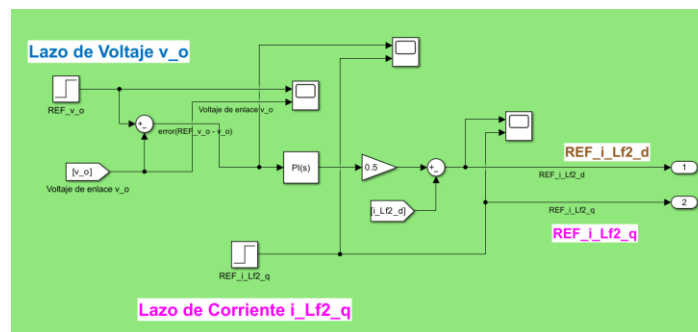 Lazo de Voltaje v_o
REF_v_o
Voltaje de enlace v_o
error(REF_v_o - v_o)
[v_o]
Voltaje de enlace v_o
PI(s)
0.5
[i_Lf2_d]
REF_i_Lf2_d
REF_i_Lf2_d
1
2
REF_i_Lf2_q
REF_i_Lf2_q
REF_i_Lf2_q
Lazo de Corriente i_Lf2_q